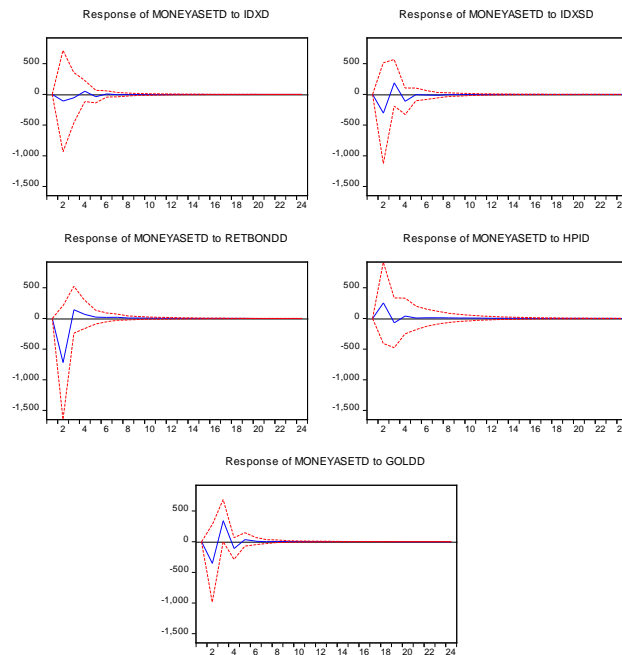 Response of MONEYASETD to IDXD
500
0
-500
-1,000
-1,500
2 4 6 8 10 12 14 16 18 20 22 24
Response of MONEYASETD to IDXSD
500
0
-500
-1,000
-1,500
2 4 6 8 10 12 14 16 18 20 22 24
Response of MONEYASETD to RETBONDD
500
0
-500
-1,000
-1,500
2 4 6 8 10 12 14 16 18 20 22 24
Response of MONEYASETD to HPID
500
0
-500
-1,000
-1,500
2 4 6 8 10 12 14 16 18 20 22 24
Response of MONEYASETD to GOLDD
500
0
-500
-1,000
-1,500
2 4 6 8 10 12 14 16 18 20 22 24